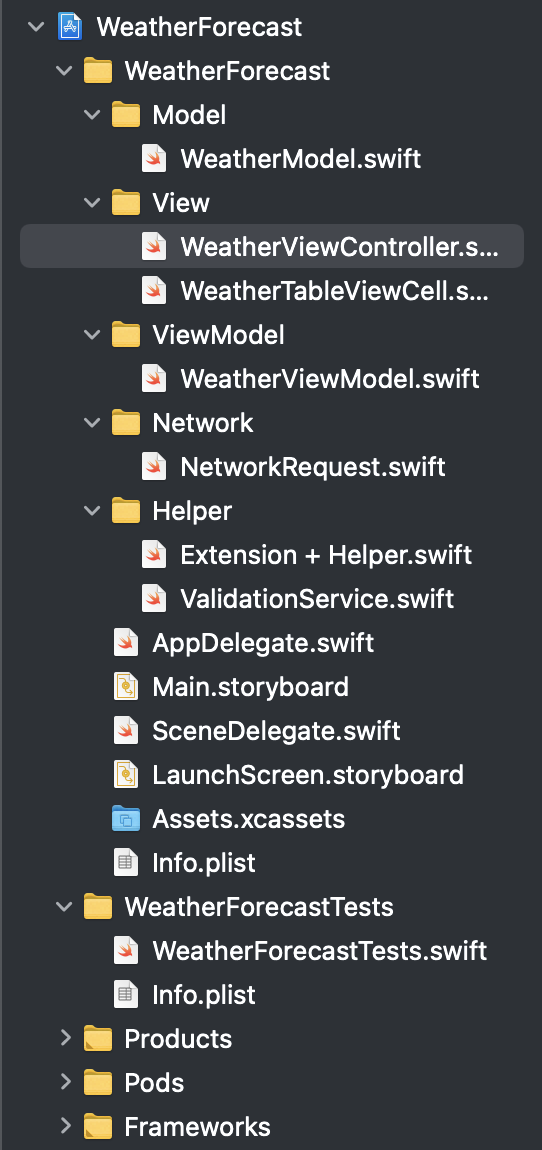 WeatherForecast
WeatherForecast
Model
WeatherModel.swift
View
WeatherViewController.s...
WeatherTableViewCell.s...
ViewModel
WeatherViewModel.swift
Network
NetworkRequest.swift
Helper
Extension + Helper.swift
ValidationService.swift
AppDelegate.swift
Main.storyboard
SceneDelegate.swift
LaunchScreen.storyboard
Assets.xcassets
Info.plist
WeatherForecastTests
WeatherForecastTests.swift
Info.plist
Products
Pods
Frameworks